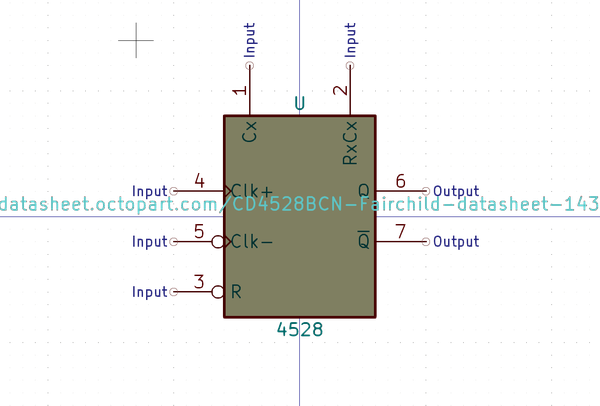 Input Input
1 2
U
Cx RxCx
Input 4 Clk+ Q 6 Output
datasheet.octopart.com/CD4528BCN-Fairchild-datasheet-143
Input 5 Clk- Q̅ 7 Output
Input 3 R
4528